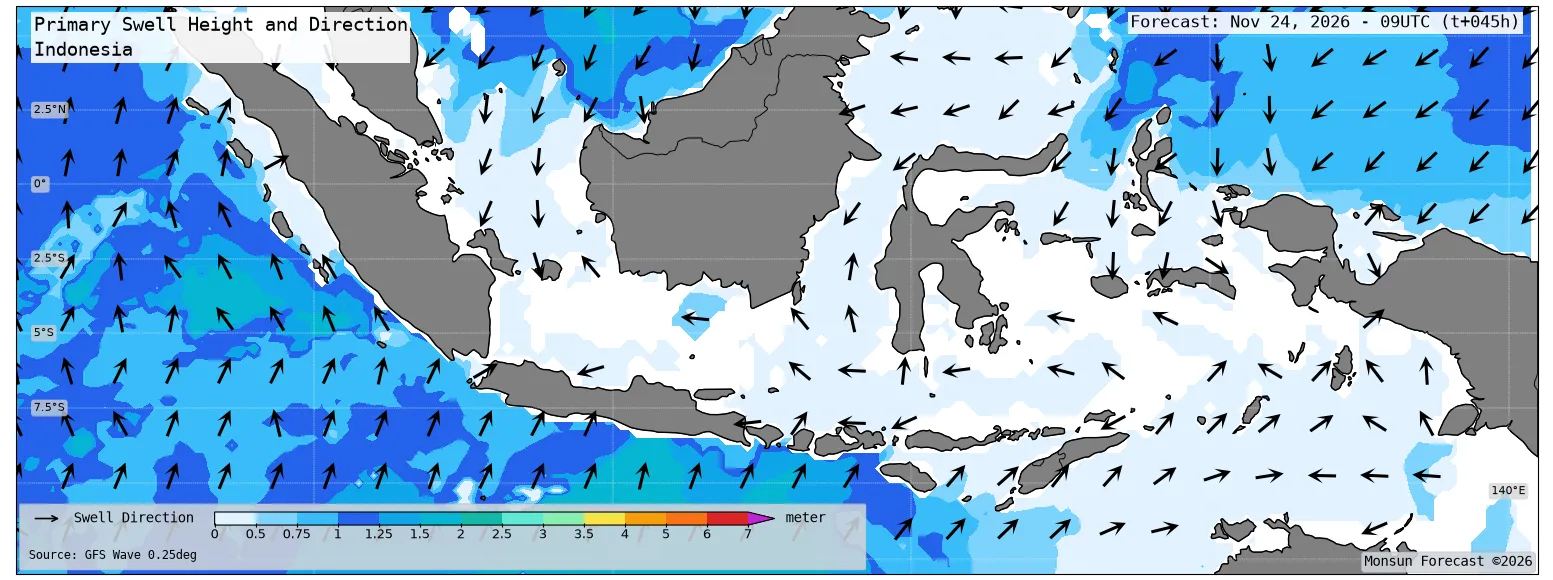 Primary Swell Height and Direction
Indonesia
Forecast: Nov 24, 2026 - 09UTC (t+045h)
2.5°N
0°
2.5°S
5°S
7.5°S
140°E
Swell Direction
0 0.5 0.75 1 1.25 1.5 2 2.5 3 3.5 4 5 6 7
meter
Source: GFS Wave 0.25deg
Monsun Forecast ©2026